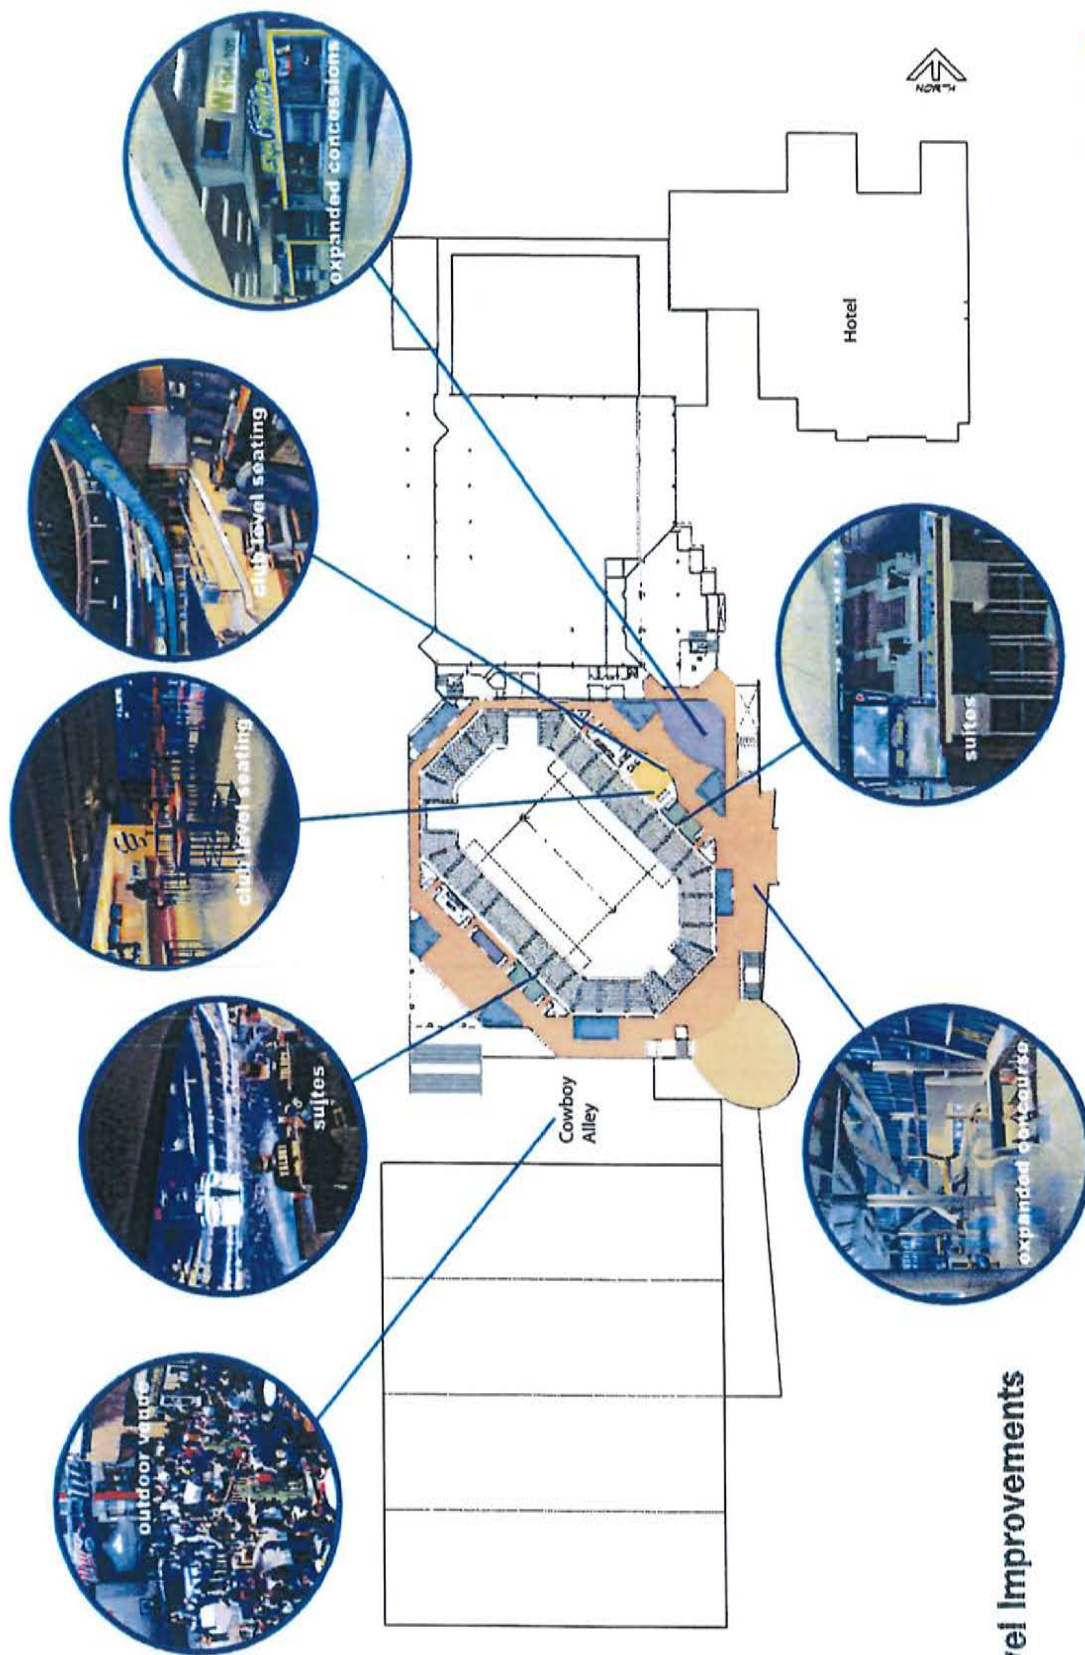 outdoor venue
suites
club level seating
club level seating
expanded concessions
Cowboy
Alley
Hotel
suites
expanded concourse
NORTH
vel Improvements